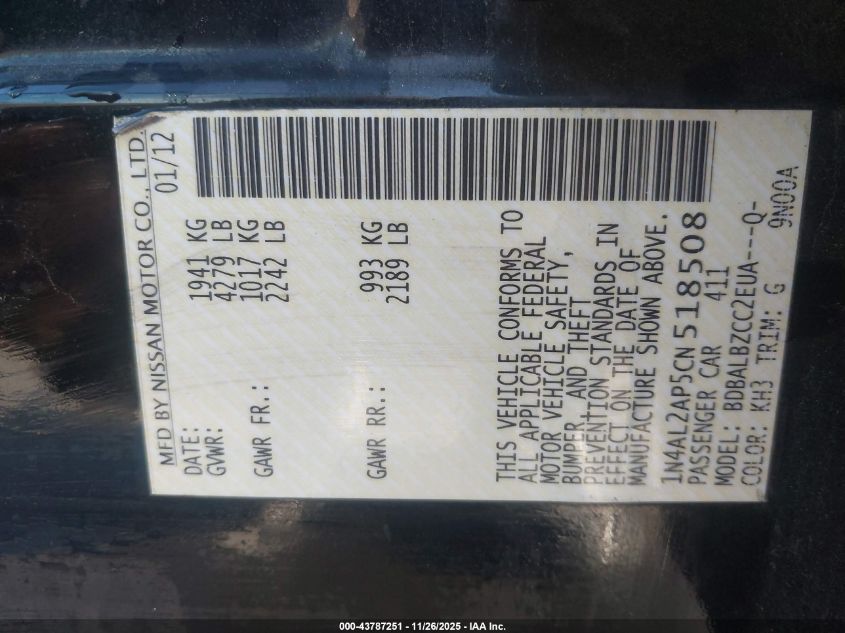 MFD BY NISSAN MOTOR CO., LTD.
DATE: 01/12
GVWR: 1941 KG
4279 LB
GAWR FR.: 1017 KG
2242 LB
GAWR RR.: 993 KG
2189 LB
THIS VEHICLE CONFORMS TO
ALL APPLICABLE FEDERAL
MOTOR VEHICLE SAFETY,
BUMPER, AND THEFT
PREVENTION STANDARDS IN
EFFECT ON THE DATE OF
MANUFACTURE SHOWN ABOVE.
1N4AL2AP5CN518508
PASSENGER CAR 411
MODEL: BDBALBZCC2EUA---Q-
COLOR: KH3 TRIM: G 9N00A
000-43787251 - 11/26/2025 - IAA Inc.